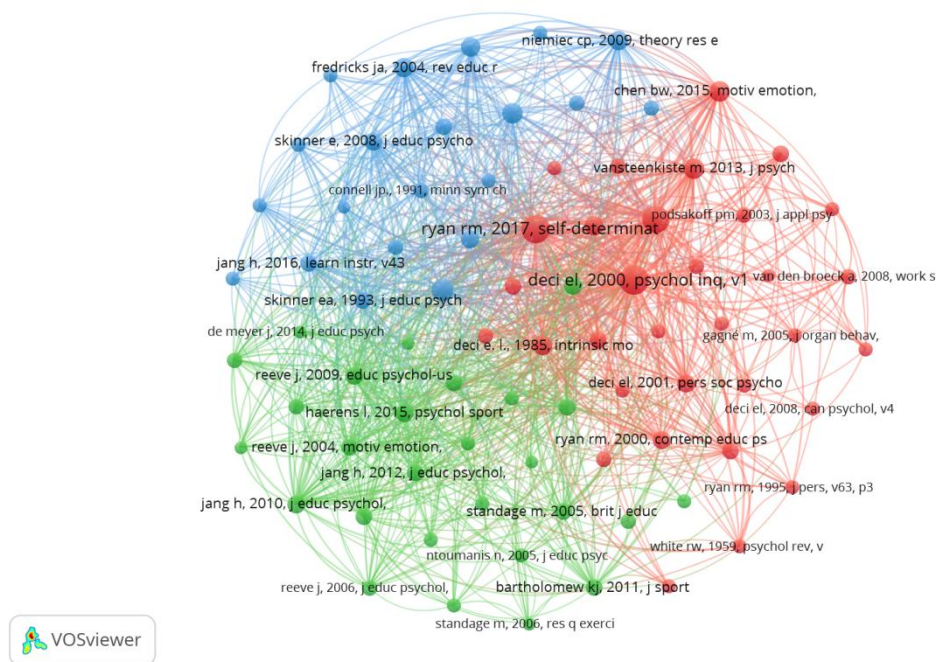 niemiec cp, 2009, theory res e
fredricks ja, 2004, rev educ r
chen bw, 2015, motiv emotion,
skinner e, 2008, j educ psycho
vansteenkiste m, 2013, j psych
connell jp., 1991, minn sym ch
podsakoff pm, 2003, j appl psy
ryan rm, 2017, self-determinat
jang h, 2016, learn instr, v43
deci el, 2000, psychol inq, v1
van den broeck a, 2008, work s
skinner ea, 1993, j educ psych
de meyer j, 2014, j educ psych
gagné m, 2005, j organ behav,
deci e. l., 1985, intrinsic mo
reeve j, 2009, educ psychol-us
deci el, 2001, pers soc psycho
haerens l, 2015, psychol sport
deci el, 2008, can psychol, v4
ryan rm, 2000, contemp educ ps
reeve j, 2004, motiv emotion,
jang h, 2012, j educ psychol,
ryan rm, 1995, j pers, v63, p3
jang h, 2010, j educ psychol,
standage m, 2005, brit j educ
white rw, 1959, psychol rev, v
ntoumanis n, 2005, j educ psyc
reeve j, 2006, j educ psychol,
bartholomew kj, 2011, j sport
standage m, 2006, res q exerci
VOSviewer